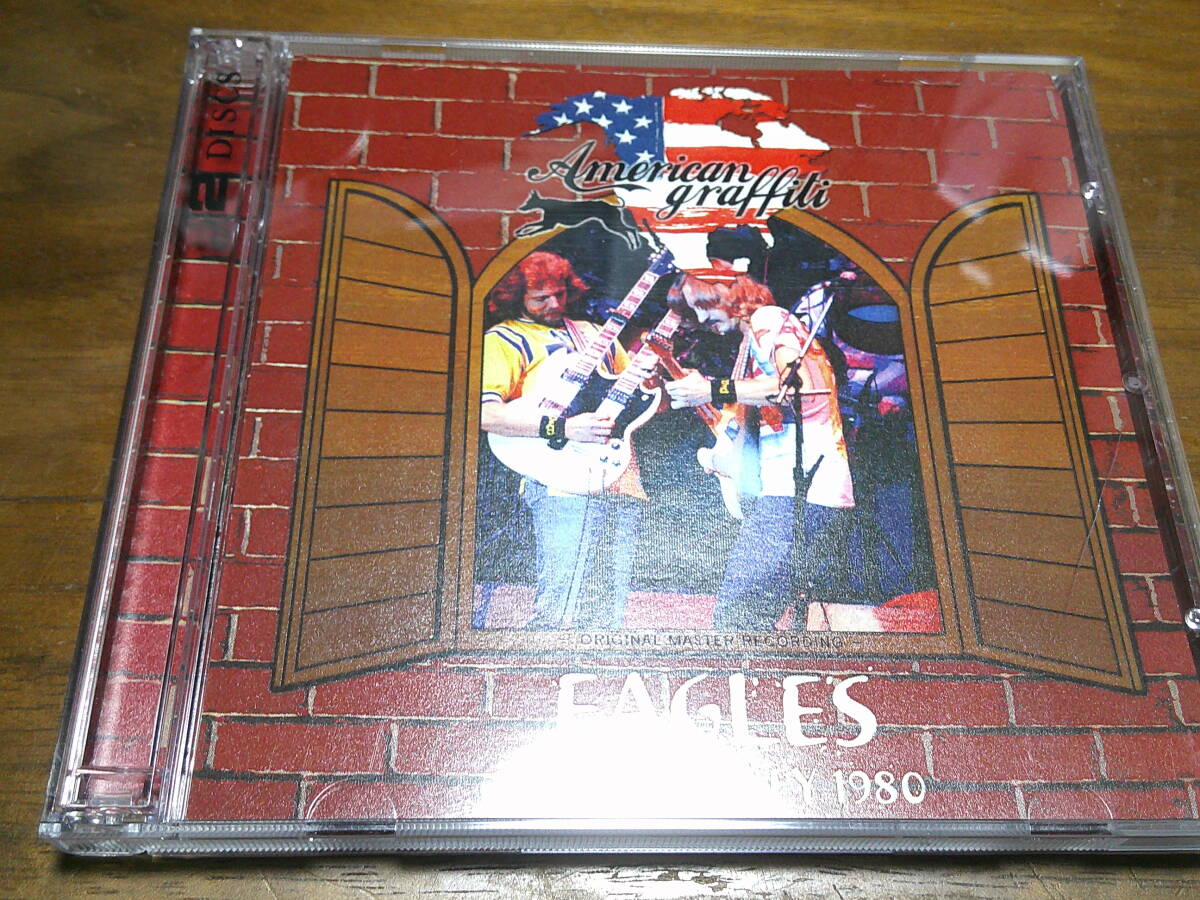 2 DISCS
American
graffiti
ORIGINAL MASTER RECORDING
EAGLES
Y 1980